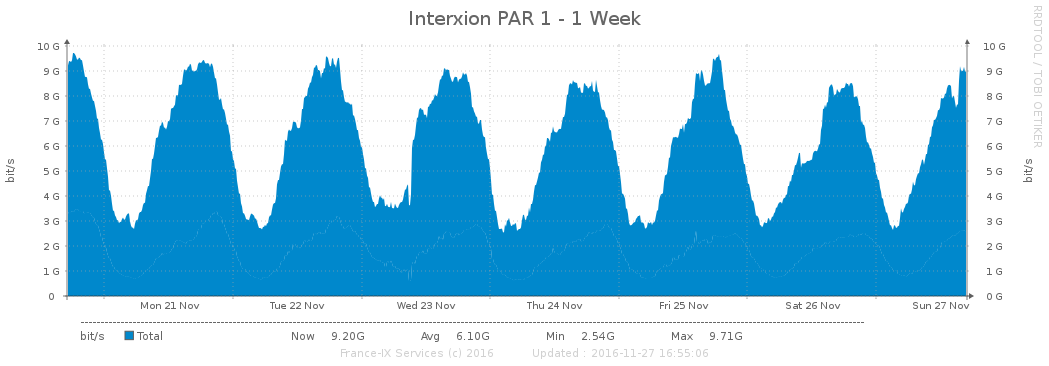 Interxion PAR 1 - 1 Week
RRDTOOL / TOBI OETIKER
bit/s
10 G
9 G
8 G
7 G
6 G
5 G
4 G
3 G
2 G
1 G
0
10 G
9 G
8 G
7 G
6 G
5 G
4 G
3 G
2 G
1 G
0 G
bit/s
Mon 21 Nov Tue 22 Nov Wed 23 Nov Thu 24 Nov Fri 25 Nov Sat 26 Nov Sun 27 Nov
bit/s Total Now 9.20G Avg 6.10G Min 2.54G Max 9.71G
France-IX Services (c) 2016 Updated : 2016-11-27 16:55:06